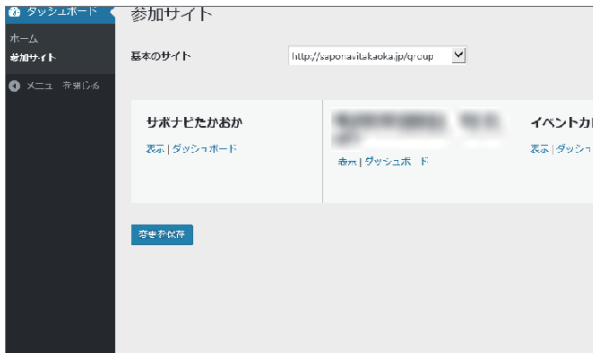 ダッシュボード
参加サイト
ホーム
参加サイト
基本のサイト
http://saponavitakaoka.jp/group
メニューを閉じる
サポナビたかおか
表示 | ダッシュボード
表示 | ダッシュボード
イベントカ
表示 | ダッシュ
変更を保存